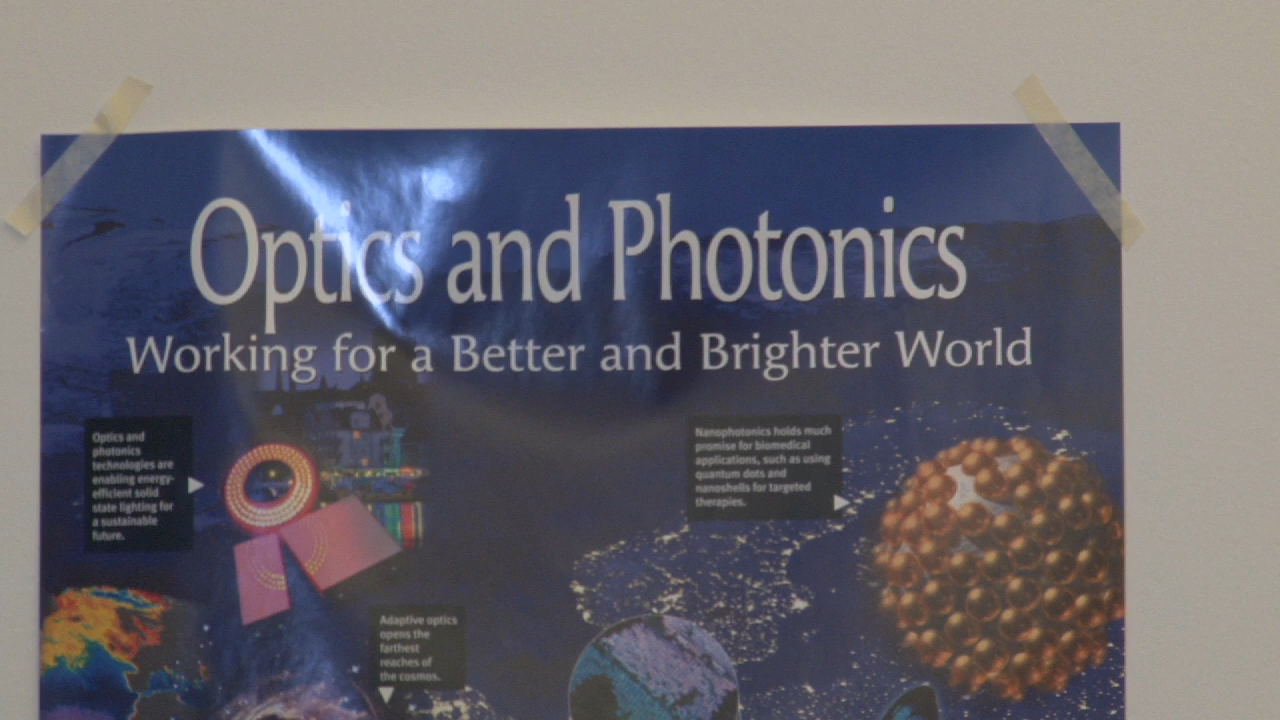 Optics and Photonics
Working for a Better and Brighter World
Optics and
photonics
technologies are
enabling energy-
efficient solid
state lighting for
a sustainable
future.
Nanophotonics holds much
promise for biomedical
applications, such as using
quantum dots and
nanoshells for targeted
therapies.
Adaptive optics
opens the
farthest
reaches of
the cosmos.